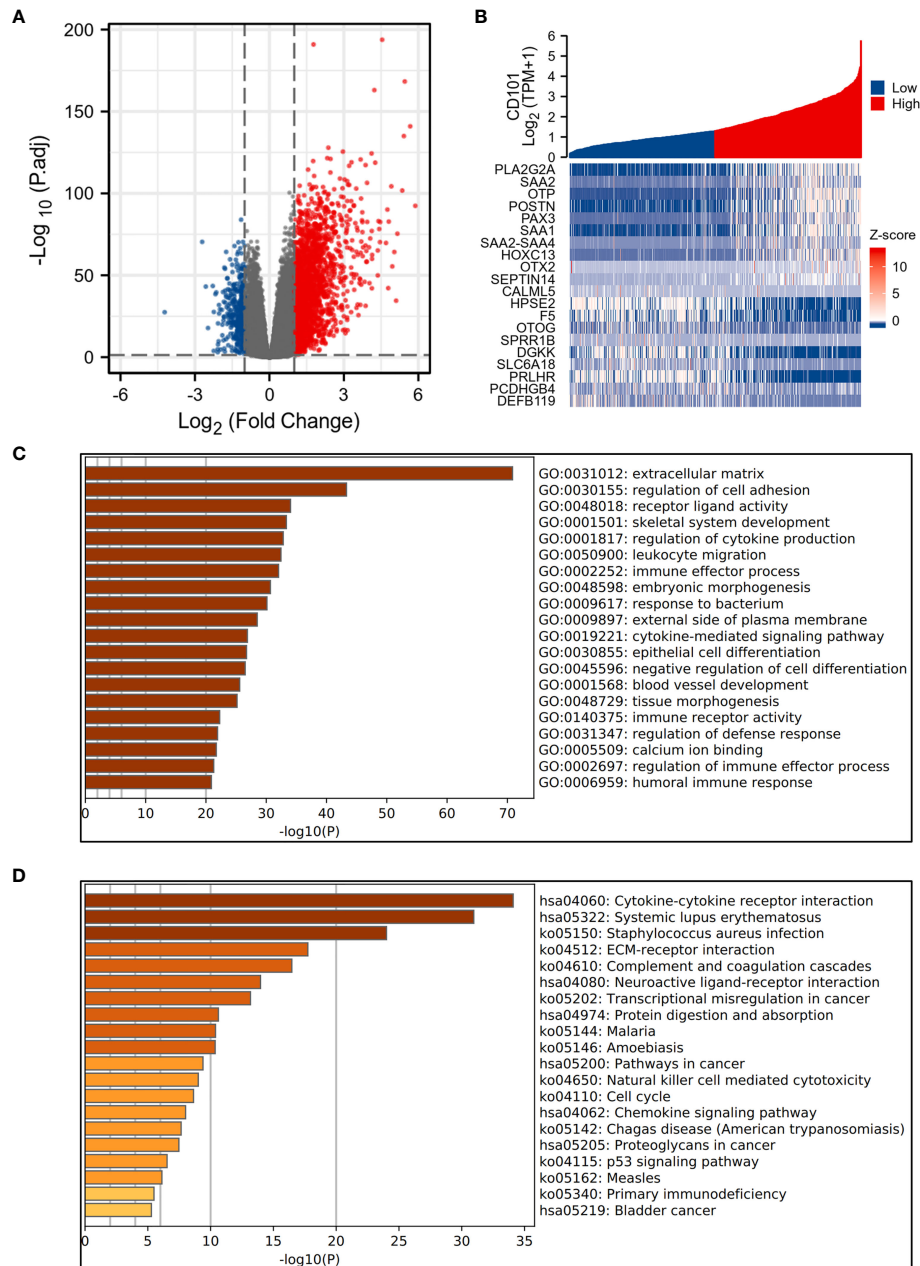 A
200
150
100
50
0
-Log 10 (P.adj)
-6
-3
0
3
6
Log2 (Fold Change)
B
CD101
Log2 (TPM+1)
6
5
4
3
2
1
0
Low
High
PLA2G2A
SAA2
OTP
POSTN
PAX3
SAA1
SAA2-SAA4
HOXC13
OTX2
SEPTIN14
CALML5
HPSE2
F5
OTOG
SPRR1B
DGKK
SLC6A18
PRLHR
PCDHGB4
DEFB119
Z-score
10
5
0
C
GO:0031012: extracellular matrix
GO:0030155: regulation of cell adhesion
GO:0048018: receptor ligand activity
GO:0001501: skeletal system development
GO:0001817: regulation of cytokine production
GO:0050900: leukocyte migration
GO:0002252: immune effector process
GO:0048598: embryonic morphogenesis
GO:0009617: response to bacterium
GO:0009897: external side of plasma membrane
GO:0019221: cytokine-mediated signaling pathway
GO:0030855: epithelial cell differentiation
GO:0045596: negative regulation of cell differentiation
GO:0001568: blood vessel development
GO:0048729: tissue morphogenesis
GO:0140375: immune receptor activity
GO:0031347: regulation of defense response
GO:0005509: calcium ion binding
GO:0002697: regulation of immune effector process
GO:0006959: humoral immune response
0 10 20 30 40 50 60 70
-log10(P)
D
hsa04060: Cytokine-cytokine receptor interaction
hsa05322: Systemic lupus erythematosus
ko05150: Staphylococcus aureus infection
ko04512: ECM-receptor interaction
ko04610: Complement and coagulation cascades
hsa04080: Neuroactive ligand-receptor interaction
ko05202: Transcriptional misregulation in cancer
hsa04974: Protein digestion and absorption
ko05144: Malaria
ko05146: Amoebiasis
hsa05200: Pathways in cancer
ko04650: Natural killer cell mediated cytotoxicity
ko04110: Cell cycle
hsa04062: Chemokine signaling pathway
ko05142: Chagas disease (American trypanosomiasis)
hsa05205: Proteoglycans in cancer
ko04115: p53 signaling pathway
ko05162: Measles
ko05340: Primary immunodeficiency
hsa05219: Bladder cancer
0 5 10 15 20 25 30 35
-log10(P)